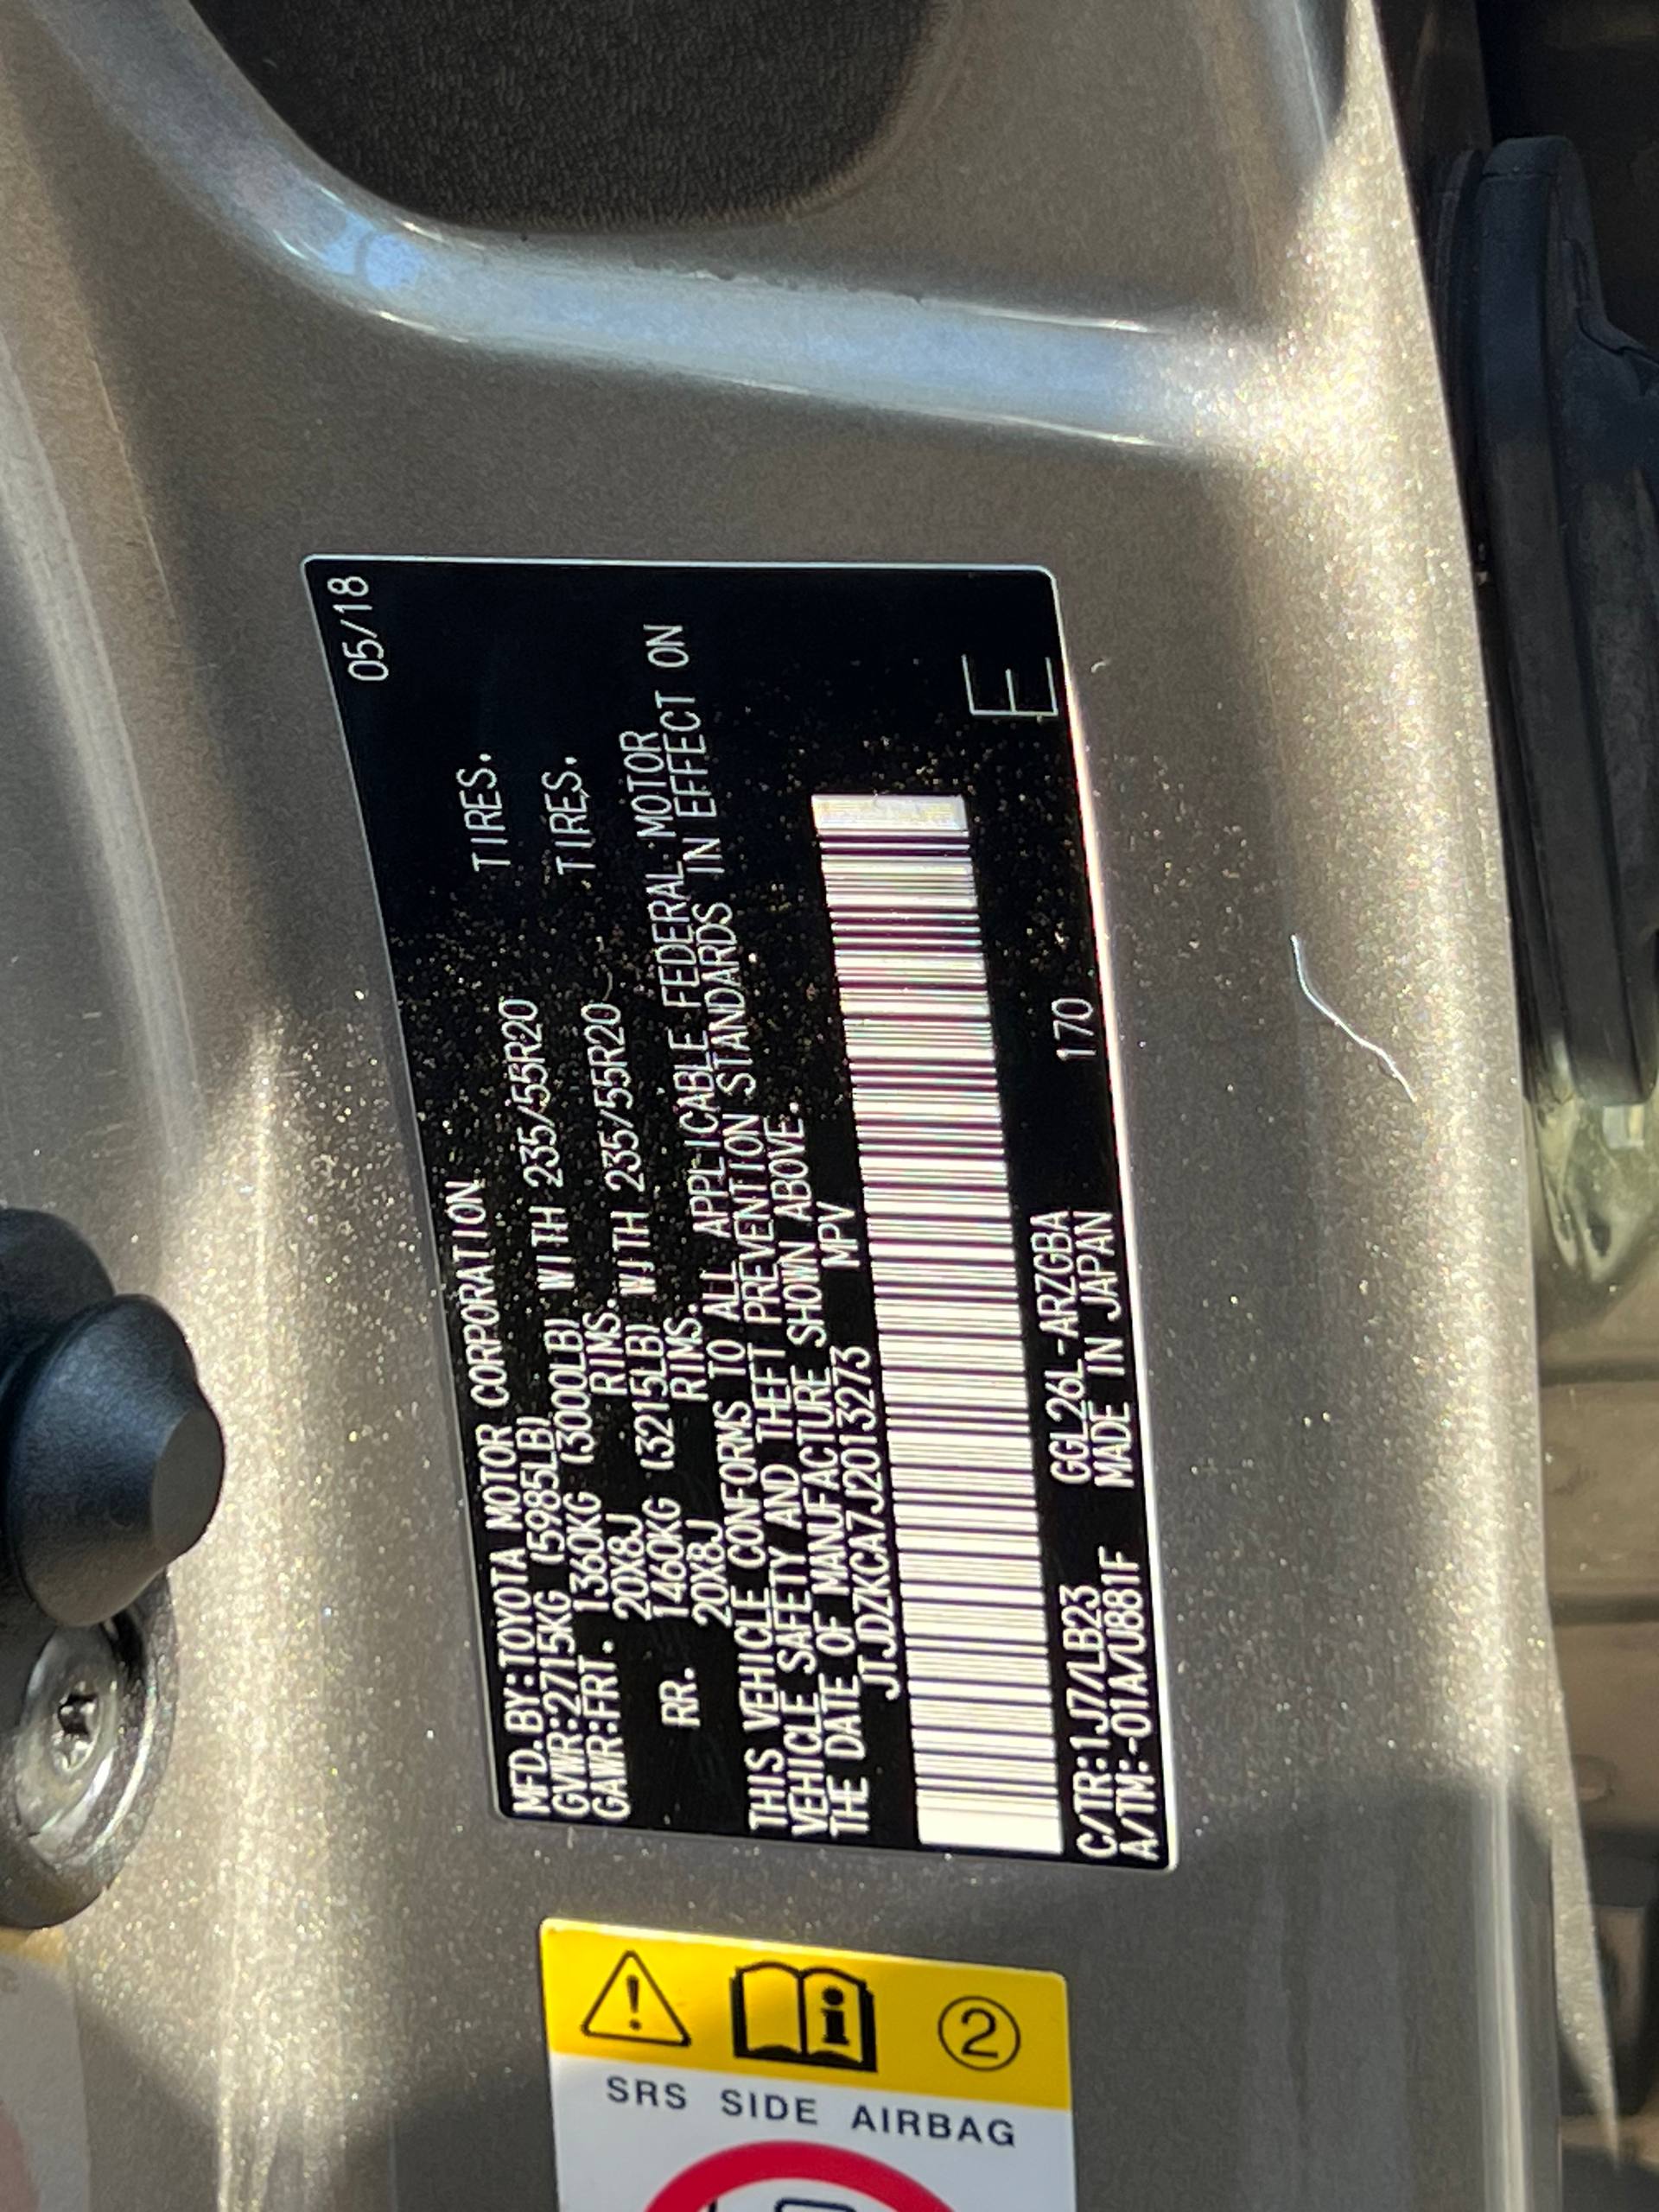 05/18
MFD.BY:TOYOTA MOTOR CORPORATION
GVWR:2715KG (5985LB) TIRES.
GAWR:FRT. 1360KG (3000LB) WITH 235/55R20
20X8J RIMS. TIRES.
RR. 1460KG (3215LB) WITH 235/55R20
20X8J RIMS.
THIS VEHICLE CONFORMS TO ALL APPLICABLE FEDERAL MOTOR
VEHICLE SAFETY AND THEFT PREVENTION STANDARDS IN EFFECT ON
THE DATE OF MANUFACTURE SHOWN ABOVE.
JTJDZKCA7J2013273 MPV
E
C/TR:1J7/LB23 GGL26L-ARZGBA 170
A/TM:-01A/U881F MADE IN JAPAN
2
SRS SIDE AIRBAG